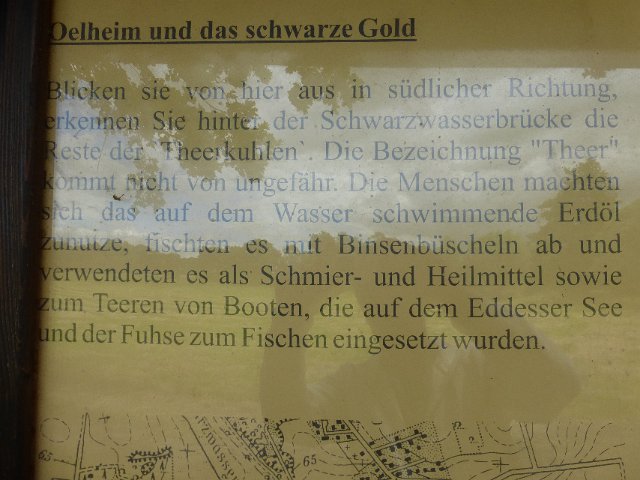 Oelheim und das schwarze Gold
Blicken sie von hier aus in südlicher Richtung,
erkennen Sie hinter der Schwarzwasserbrücke die
Reste der `Theerkuhlen`. Die Bezeichnung "Theer"
kommt nicht von ungefähr. Die Menschen machten
sich das auf dem Wasser schwimmende Erdöl
zunutze, fischten es mit Binsenbüscheln ab und
verwendeten es als Schmier- und Heilmittel sowie
zum Teeren von Booten, die auf dem Eddesser See
und der Fuhse zum Fischen eingesetzt wurden.
65
65